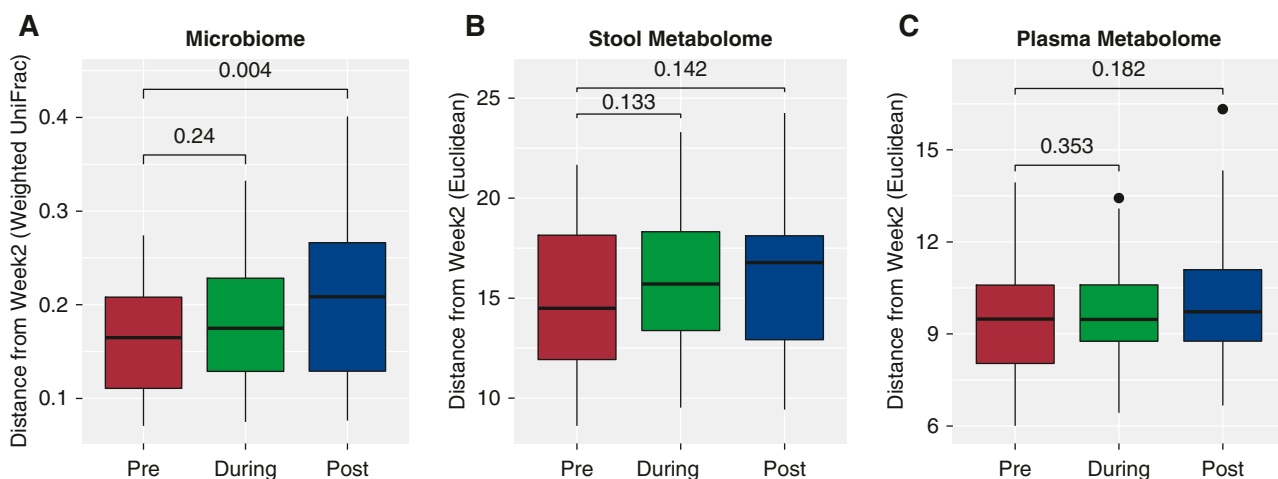 A
Microbiome
Distance from Week2 (Weighted UniFrac)
0.4
0.3
0.2
0.1
0.004
0.24
Pre During Post
B
Stool Metabolome
Distance from Week2 (Euclidean)
25
20
15
10
0.142
0.133
Pre During Post
C
Plasma Metabolome
Distance from Week2 (Euclidean)
15
12
9
6
0.182
0.353
Pre During Post